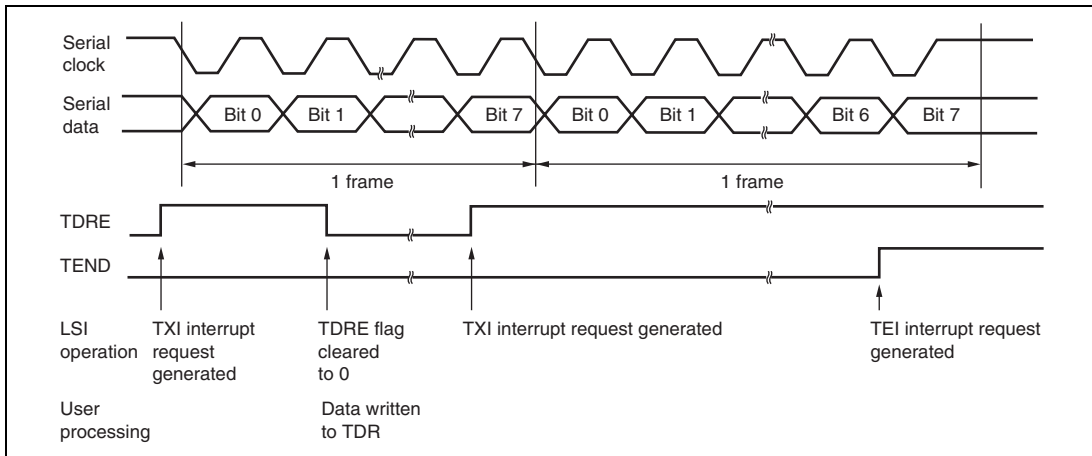 Serial
clock
Serial
data
Bit 0
Bit 1
Bit 7
Bit 0
Bit 1
Bit 6
Bit 7
1 frame
1 frame
TDRE
TEND
LSI
operation
TXI interrupt
request
generated
TDRE flag
cleared
to 0
TXI interrupt request generated
TEI interrupt request
generated
User
processing
Data written
to TDR